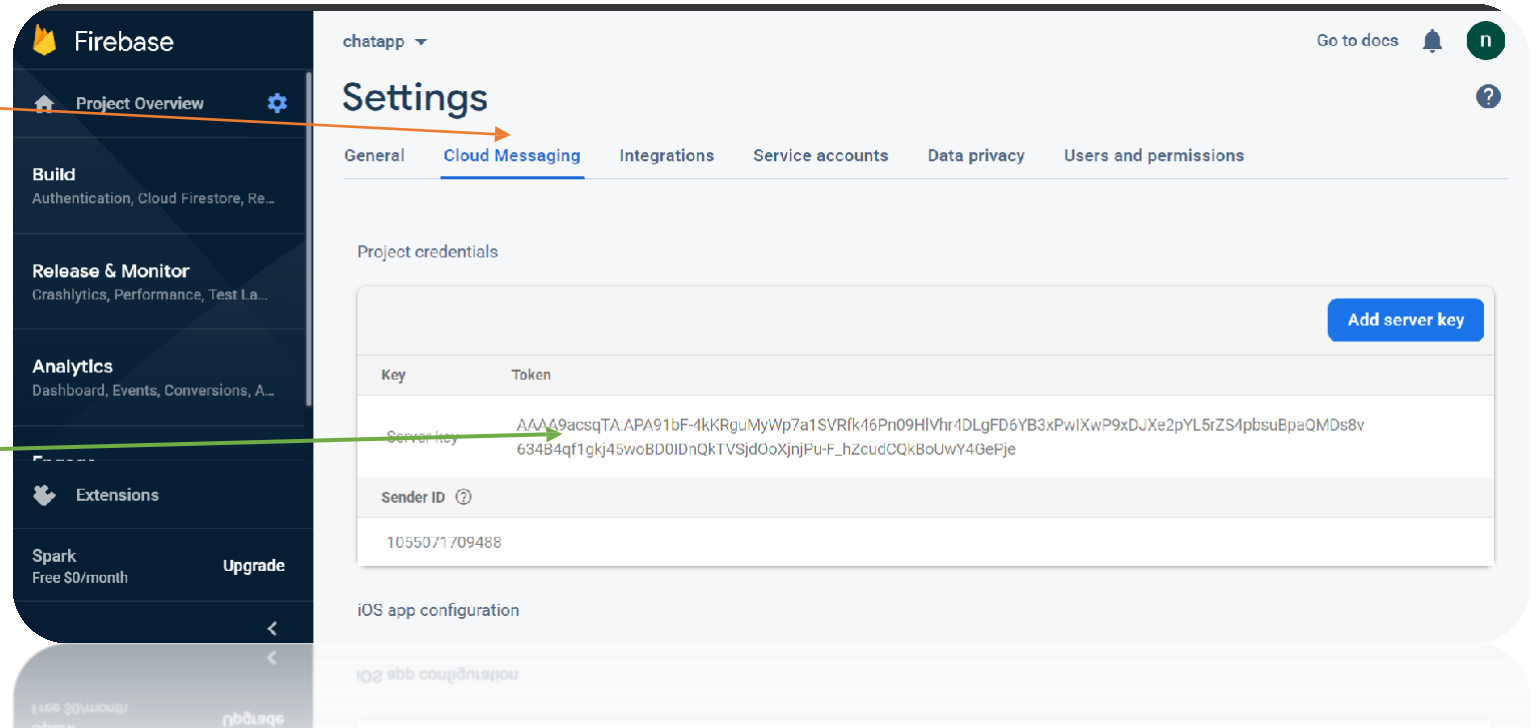 Firebase
chatapp
Go to docs
n
Project Overview
Settings
?
General Cloud Messaging Integrations Service accounts Data privacy Users and permissions
Build
Authentication, Cloud Firestore, Re...
Project credentials
Release & Monitor
Crashlytics, Performance, Test La...
Add server key
Analytics
Dashboard, Events, Conversions, A...
Key Token
Server key
AAAA9acsqTA:APA91bF-4kKRguMyWp7a1SVRfk46Pn09HlVhr4DLgFD6YB3xPwIXwP9xDJXe2pYL5rZS4pbsuBpaQMDs8v
634B4qf1gkj45woBD0IDnQkTVSjdOoXjnjPu-F_hZcudCQkBoUwY4GePje
Engage
Extensions
Sender ID ?
1055071709488
Spark
Free $0/month
Upgrade
iOS app configuration